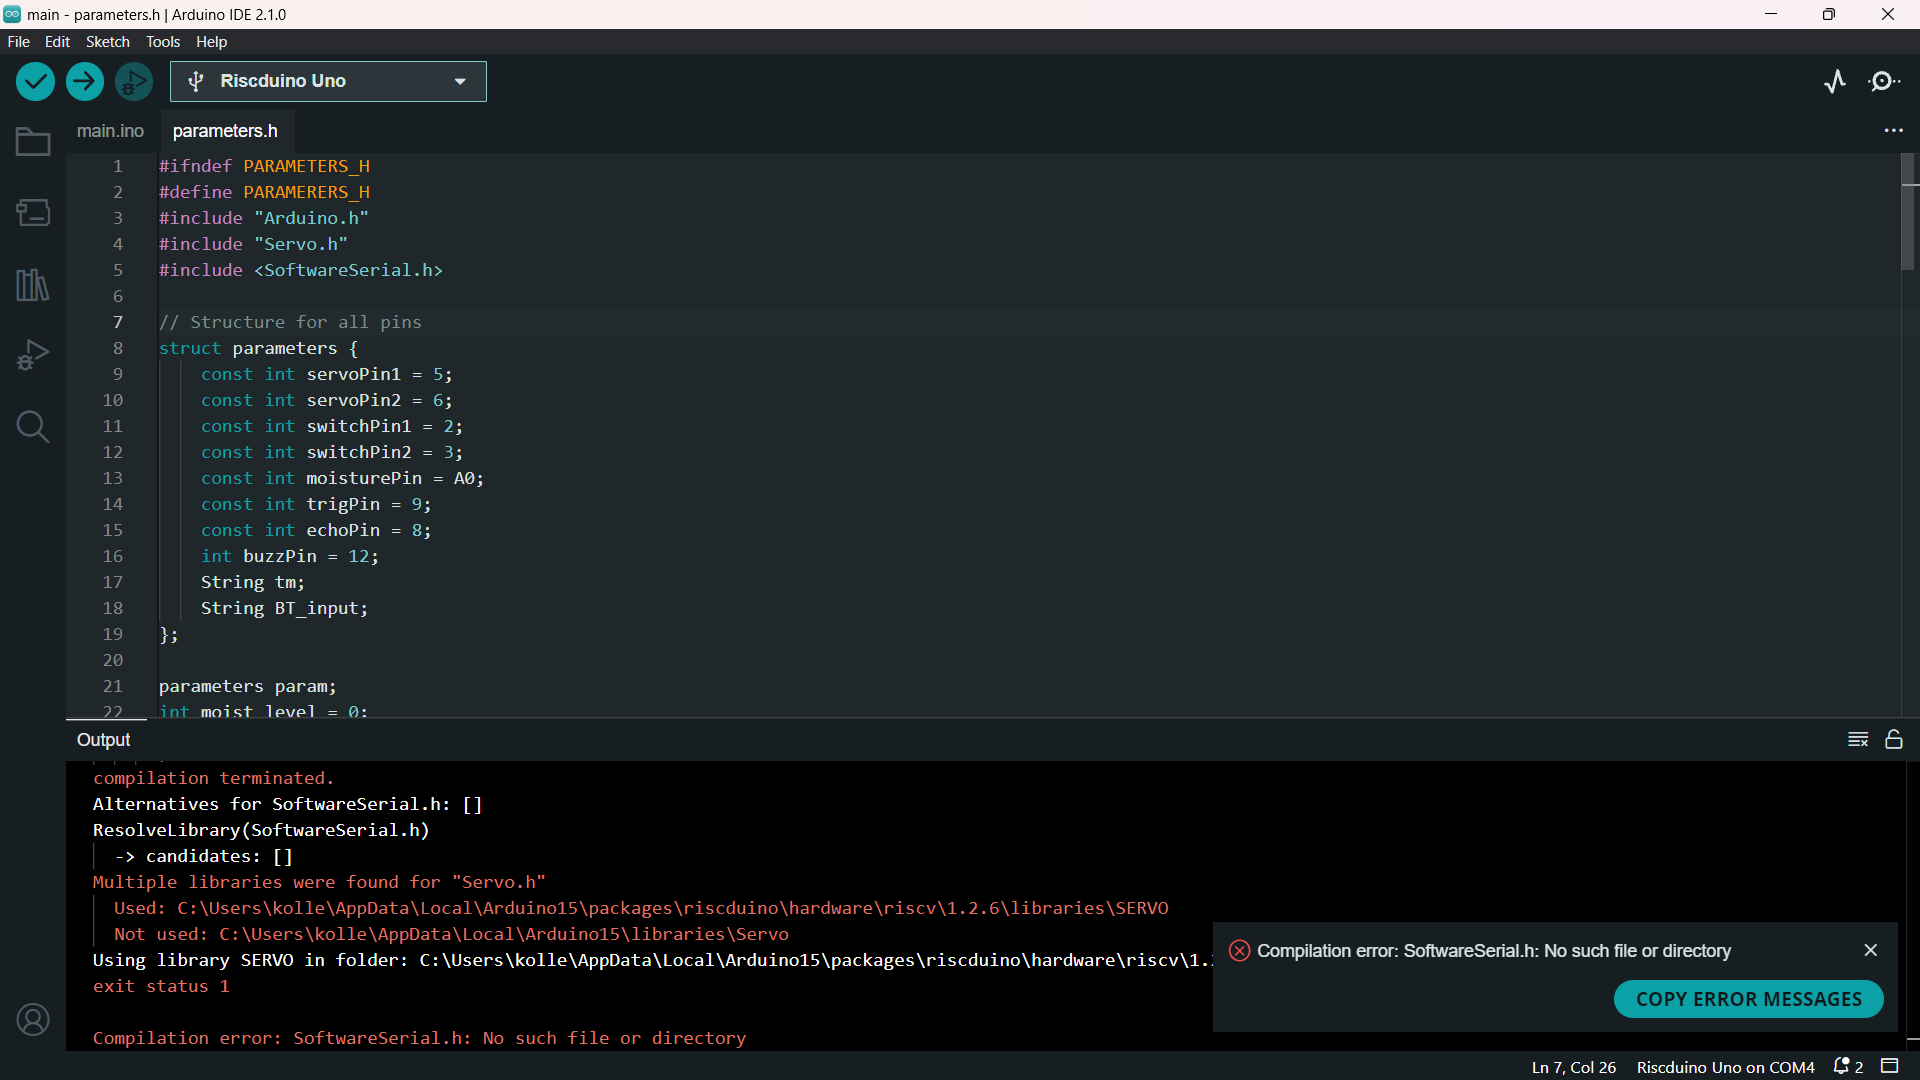 main - parameters.h | Arduino IDE 2.1.0
File Edit Sketch Tools Help
Riscduino Uno
main.ino parameters.h
1 #ifndef PARAMETERS_H
2 #define PARAMERERS_H
3 #include "Arduino.h"
4 #include "Servo.h"
5 #include <SoftwareSerial.h>
6
7 // Structure for all pins
8 struct parameters {
9 const int servoPin1 = 5;
10 const int servoPin2 = 6;
11 const int switchPin1 = 2;
12 const int switchPin2 = 3;
13 const int moisturePin = A0;
14 const int trigPin = 9;
15 const int echoPin = 8;
16 int buzzPin = 12;
17 String tm;
18 String BT_input;
19 };
20
21 parameters param;
22 int moist_level = 0;
Output
compilation terminated.
Alternatives for SoftwareSerial.h: []
ResolveLibrary(SoftwareSerial.h)
-> candidates: []
Multiple libraries were found for "Servo.h"
Used: C:\Users\kolle\AppData\Local\Arduino15\packages\riscduino\hardware\riscv\1.2.6\libraries\SERVO
Not used: C:\Users\kolle\AppData\Local\Arduino15\libraries\Servo
Using library SERVO in folder: C:\Users\kolle\AppData\Local\Arduino15\packages\riscduino\hardware\riscv\1.
exit status 1
Compilation error: SoftwareSerial.h: No such file or directory
Compilation error: SoftwareSerial.h: No such file or directory
COPY ERROR MESSAGES
Ln 7, Col 26 Riscduino Uno on COM4 2